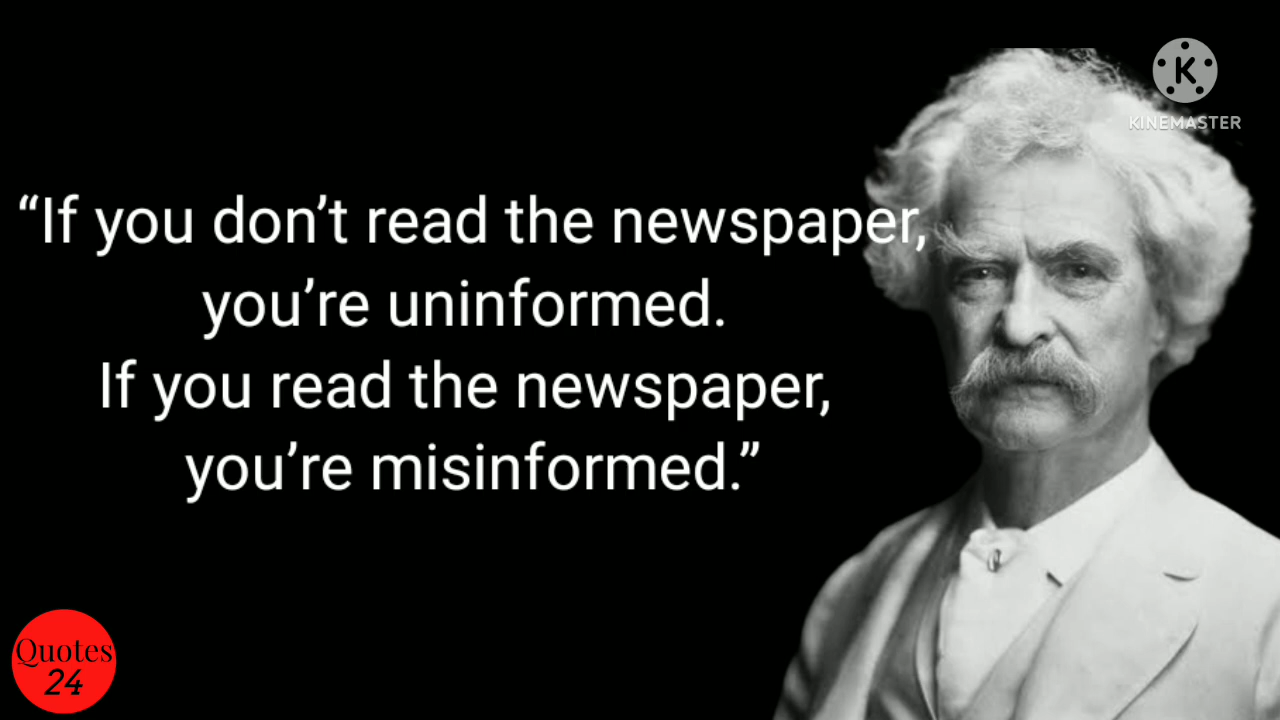 “If you don’t read the newspaper,
you’re uninformed.
If you read the newspaper,
you’re misinformed.”
KINEMASTER
Quotes
24